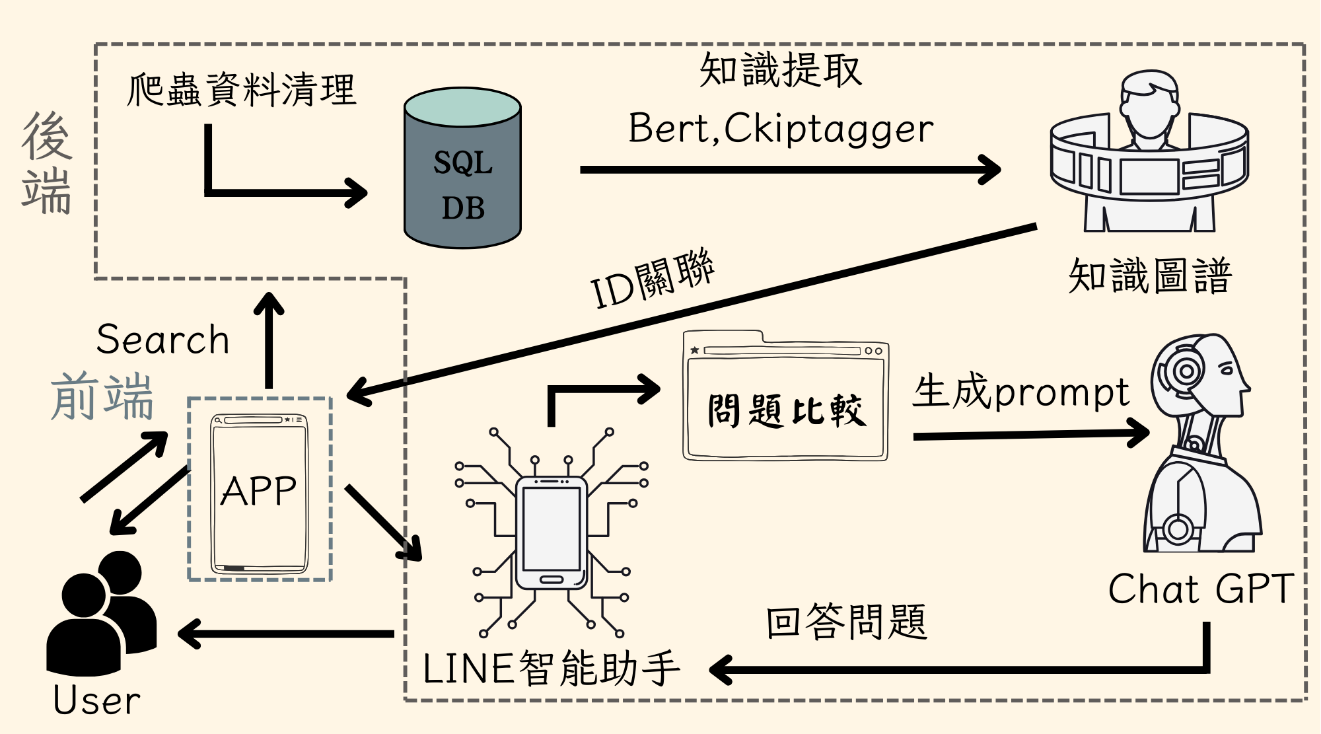 後端
爬蟲資料清理
SQL
DB
知識提取
Bert,Ckiptagger
知識圖譜
ID關聯
Search
前端
APP
問題比較
生成prompt
Chat GPT
回答問題
LINE智能助手
User